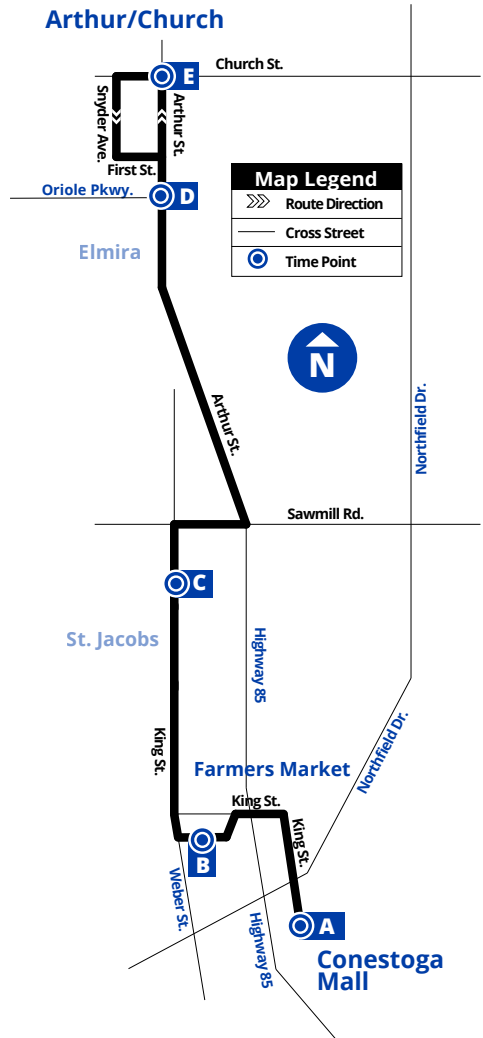 Arthur/Church
Church St.
E
Snyder Ave.
Arthur St.
First St.
Oriole Pkwy.
D
Map Legend
Route Direction
Cross Street
Time Point
Elmira
N
Northfield Dr.
Arthur St.
Sawmill Rd.
C
St. Jacobs
Highway 85
King St.
Northfield Dr.
Farmers Market
King St.
King St.
B
Weber St.
Highway 85
A
Conestoga
Mall